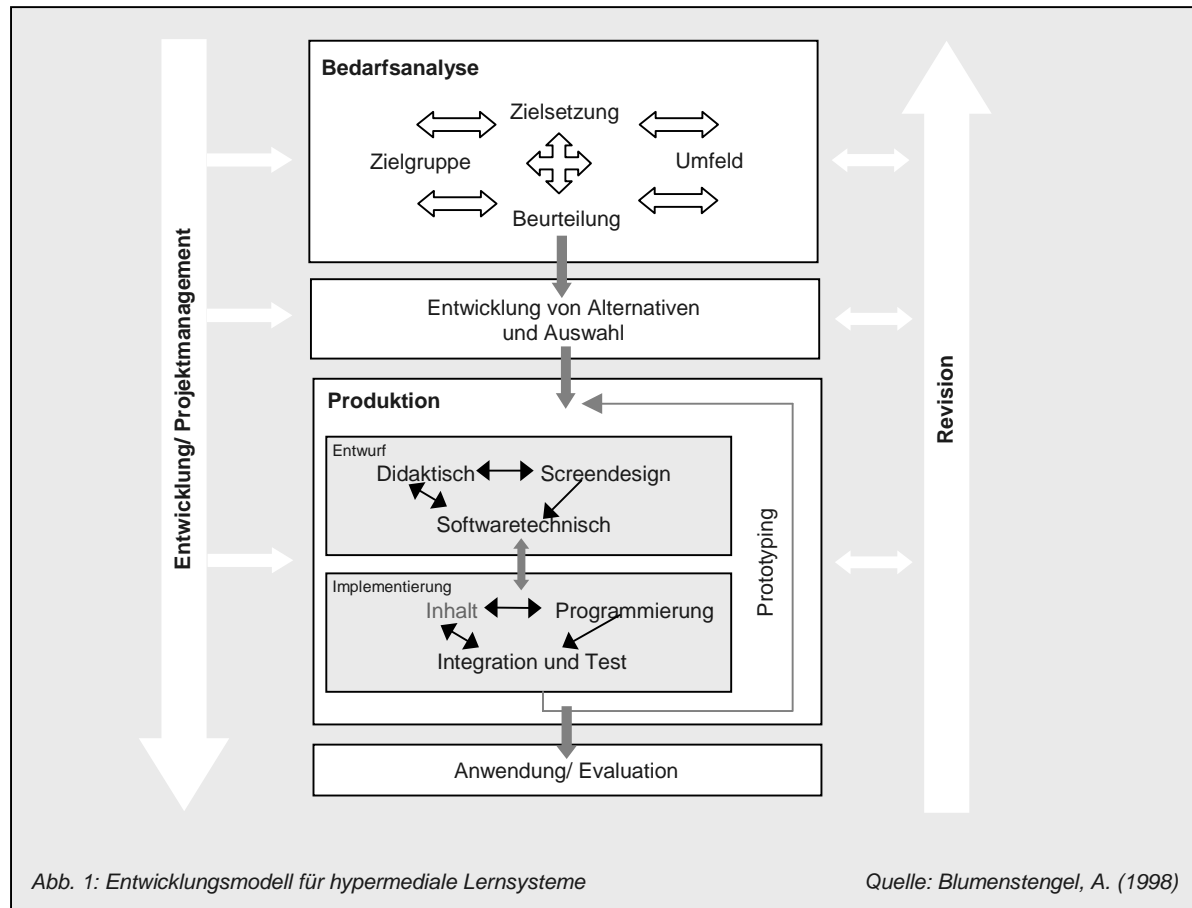 Bedarfsanalyse
Zielsetzung
Zielgruppe
Umfeld
Beurteilung
Entwicklung von Alternativen
und Auswahl
Produktion
Entwurf
Didaktisch
Screendesign
Softwaretechnisch
Implementierung
Inhalt
Programmierung
Integration und Test
Prototyping
Anwendung/ Evaluation
Entwicklung/ Projektmanagement
Revision
Abb. 1: Entwicklungsmodell für hypermediale Lernsysteme
Quelle: Blumenstengel, A. (1998)